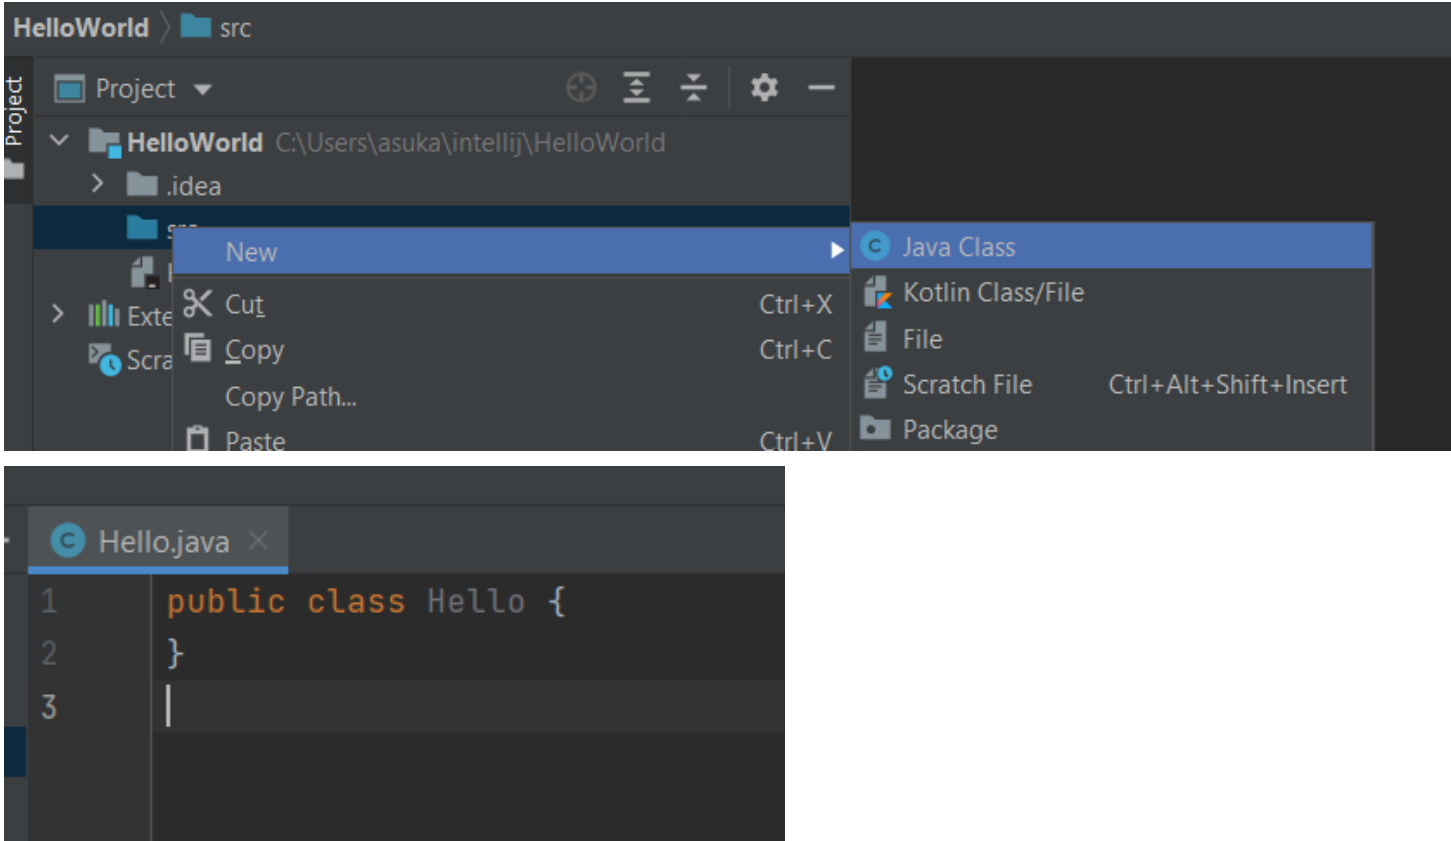 HelloWorld src
Project
Project
HelloWorld C:\Users\asuka\intellij\HelloWorld
.idea
New
Java Class
Cut Ctrl+X
Kotlin Class/File
Copy Ctrl+C
File
Copy Path...
Scratch File Ctrl+Alt+Shift+Insert
Paste Ctrl+V
Package
Exte
Scra
Hello.java
1 public class Hello {
2 }
3